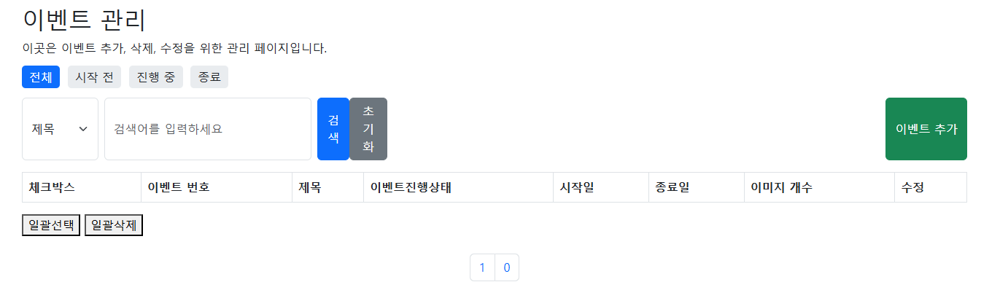 이벤트 관리
이곳은 이벤트 추가, 삭제, 수정을 위한 관리 페이지입니다.
전체 시작 전 진행 중 종료
제목 검색어를 입력하세요 검색 초기화 이벤트 추가
체크박스 이벤트 번호 제목 이벤트진행상태 시작일 종료일 이미지 개수 수정
일괄선택 일괄삭제
1 0